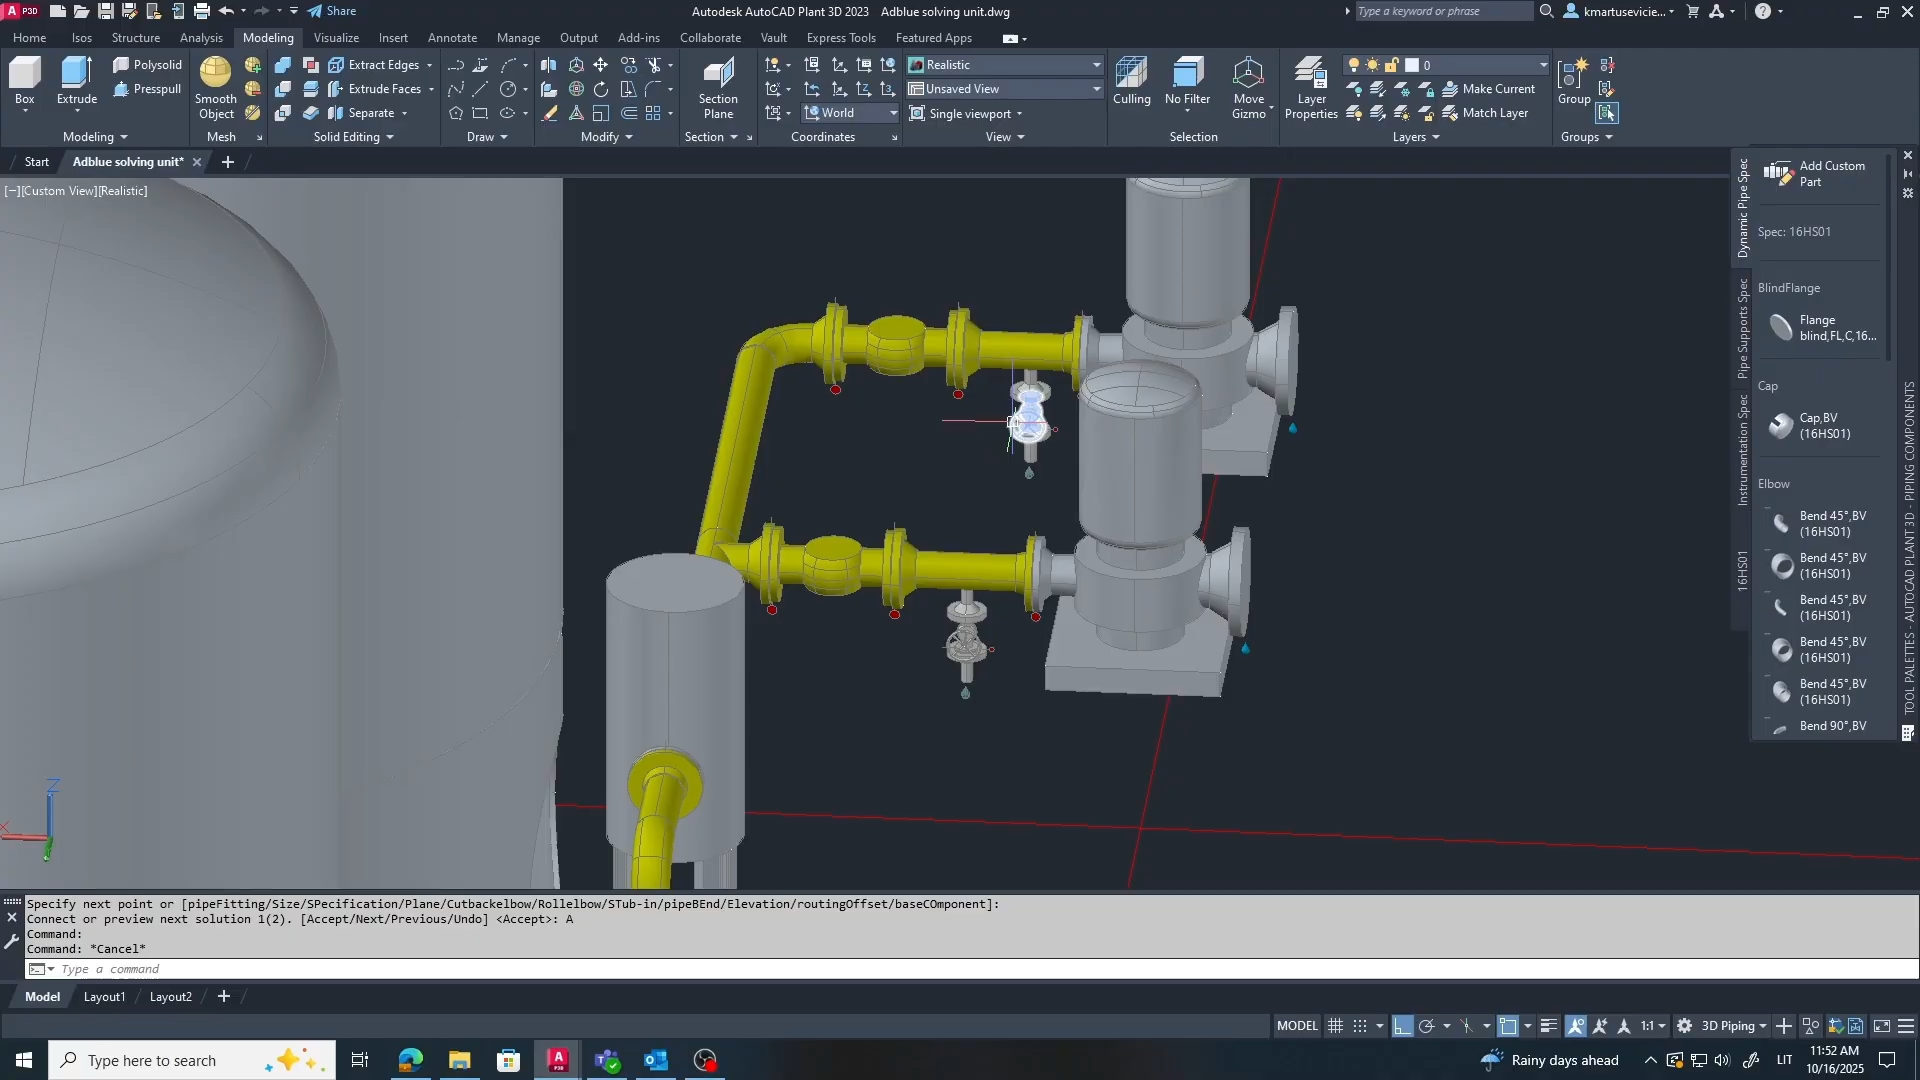 A P3D
Share
Autodesk AutoCAD Plant 3D 2023 Adblue solving unit.dwg
Type a keyword or phrase
kmartusevicie...
Home
Isos
Structure
Analysis
Modeling
Visualize
Insert
Annotate
Manage
Output
Add-ins
Collaborate
Vault
Express Tools
Featured Apps
Box
Extrude
Polysolid
Presspull
Modeling
Smooth
Object
Mesh
Extract Edges
Extrude Faces
Separate
Solid Editing
Draw
Modify
Section
Plane
Section
World
Coordinates
Realistic
Unsaved View
Single viewport
View
Culling
No Filter
Move
Gizmo
Selection
Layer
Properties
0
Make Current
Match Layer
Layers
Group
Groups
Start
Adblue solving unit*
[−][Custom View][Realistic]
Z
X
Dynamic Pipe Spec
Pipe Supports Spec
Instrumentation Spec
16HS01
Add Custom
Part
Spec: 16HS01
BlindFlange
Flange
blind,FL,C,16...
Cap
Cap,BV
(16HS01)
Elbow
Bend 45°,BV
(16HS01)
Bend 45°,BV
(16HS01)
Bend 45°,BV
(16HS01)
Bend 45°,BV
(16HS01)
Bend 45°,BV
(16HS01)
Bend 90°,BV
TOOL PALETTES - AUTOCAD PLANT 3D - PIPING COMPONENTS
Specify next point or [pipeFitting/Size/SPecification/Plane/Cutbackelbow/Rollelbow/STub-in/pipeBEnd/Elevation/routingOffset/baseCOmponent]:
Connect or preview next solution 1(2). [Accept/Next/Previous/Undo] <Accept>: A
Command:
Command: *Cancel*
Type a command
Model
Layout1
Layout2
MODEL
1:1
3D Piping
Type here to search
Rainy days ahead
LIT
11:52 AM
10/16/2025